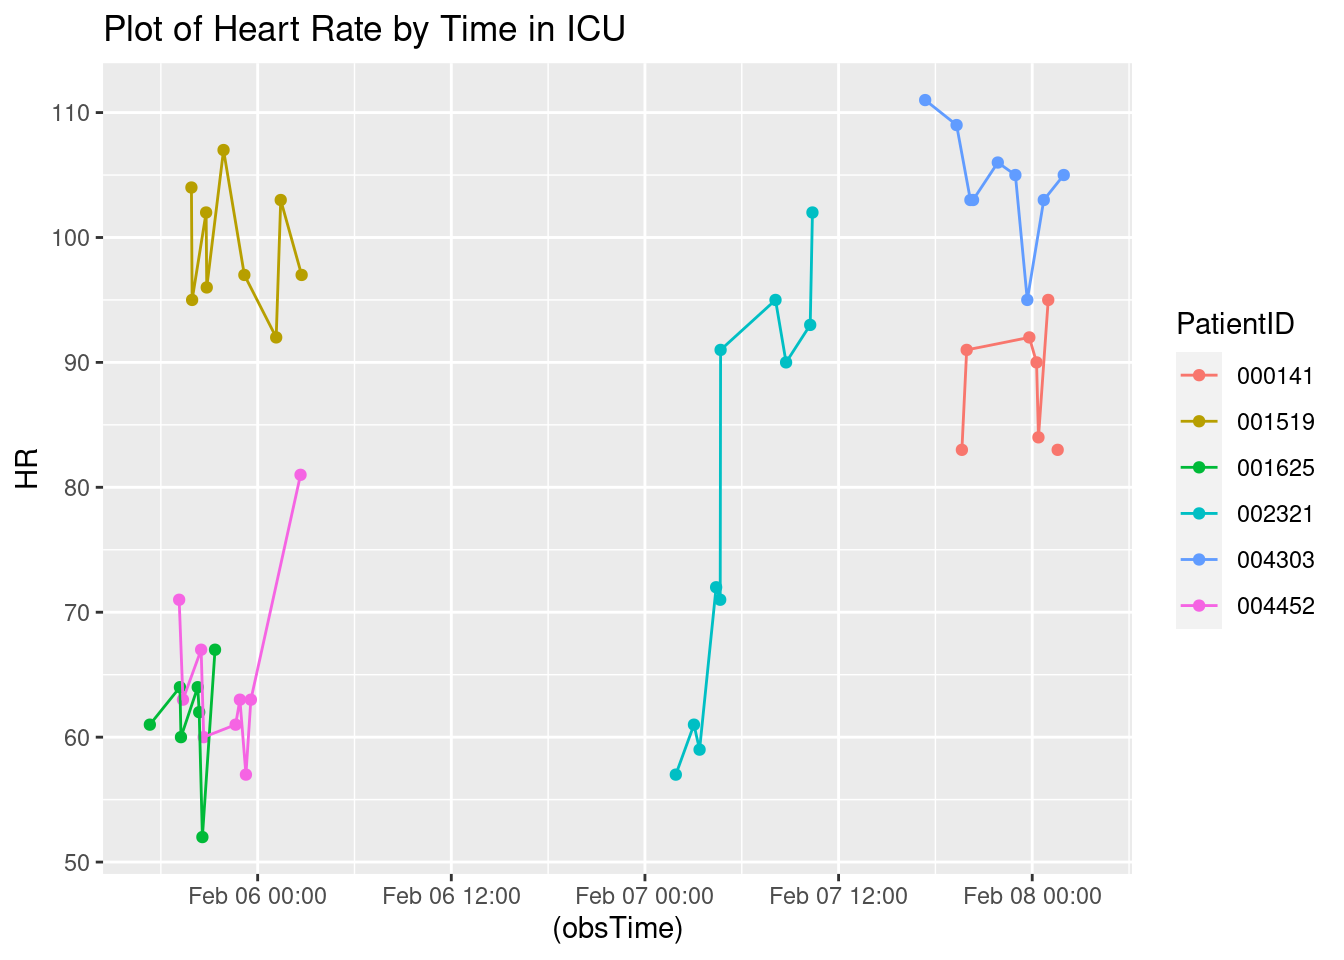 Plot of Heart Rate by Time in ICU
HR
110
100
90
80
70
60
50
Feb 06 00:00 Feb 06 12:00 Feb 07 00:00 Feb 07 12:00 Feb 08 00:00
(obsTime)
PatientID
000141
001519
001625
002321
004303
004452